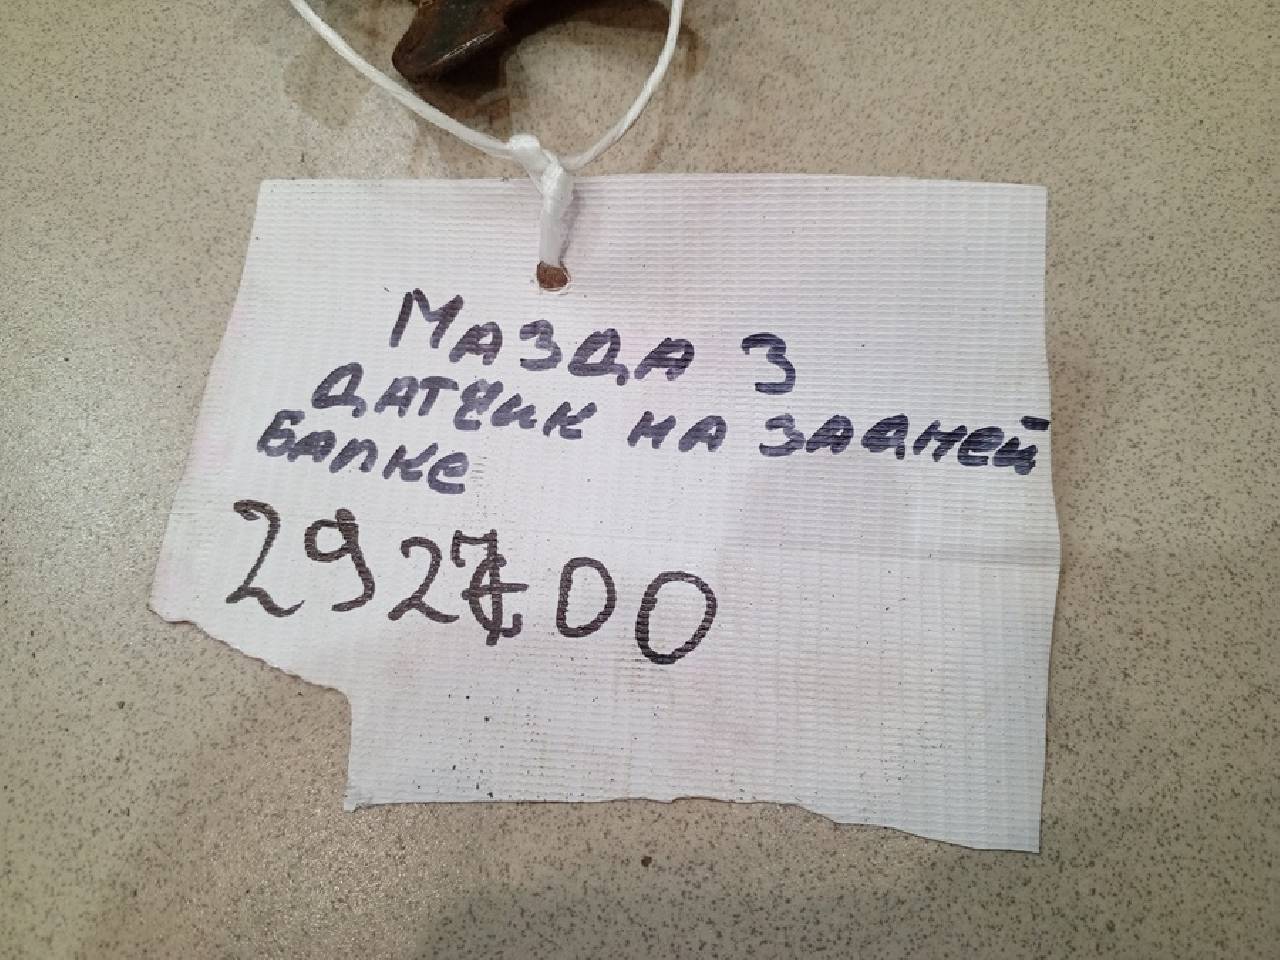 Мазда 3
датчик на задней
балке
292700